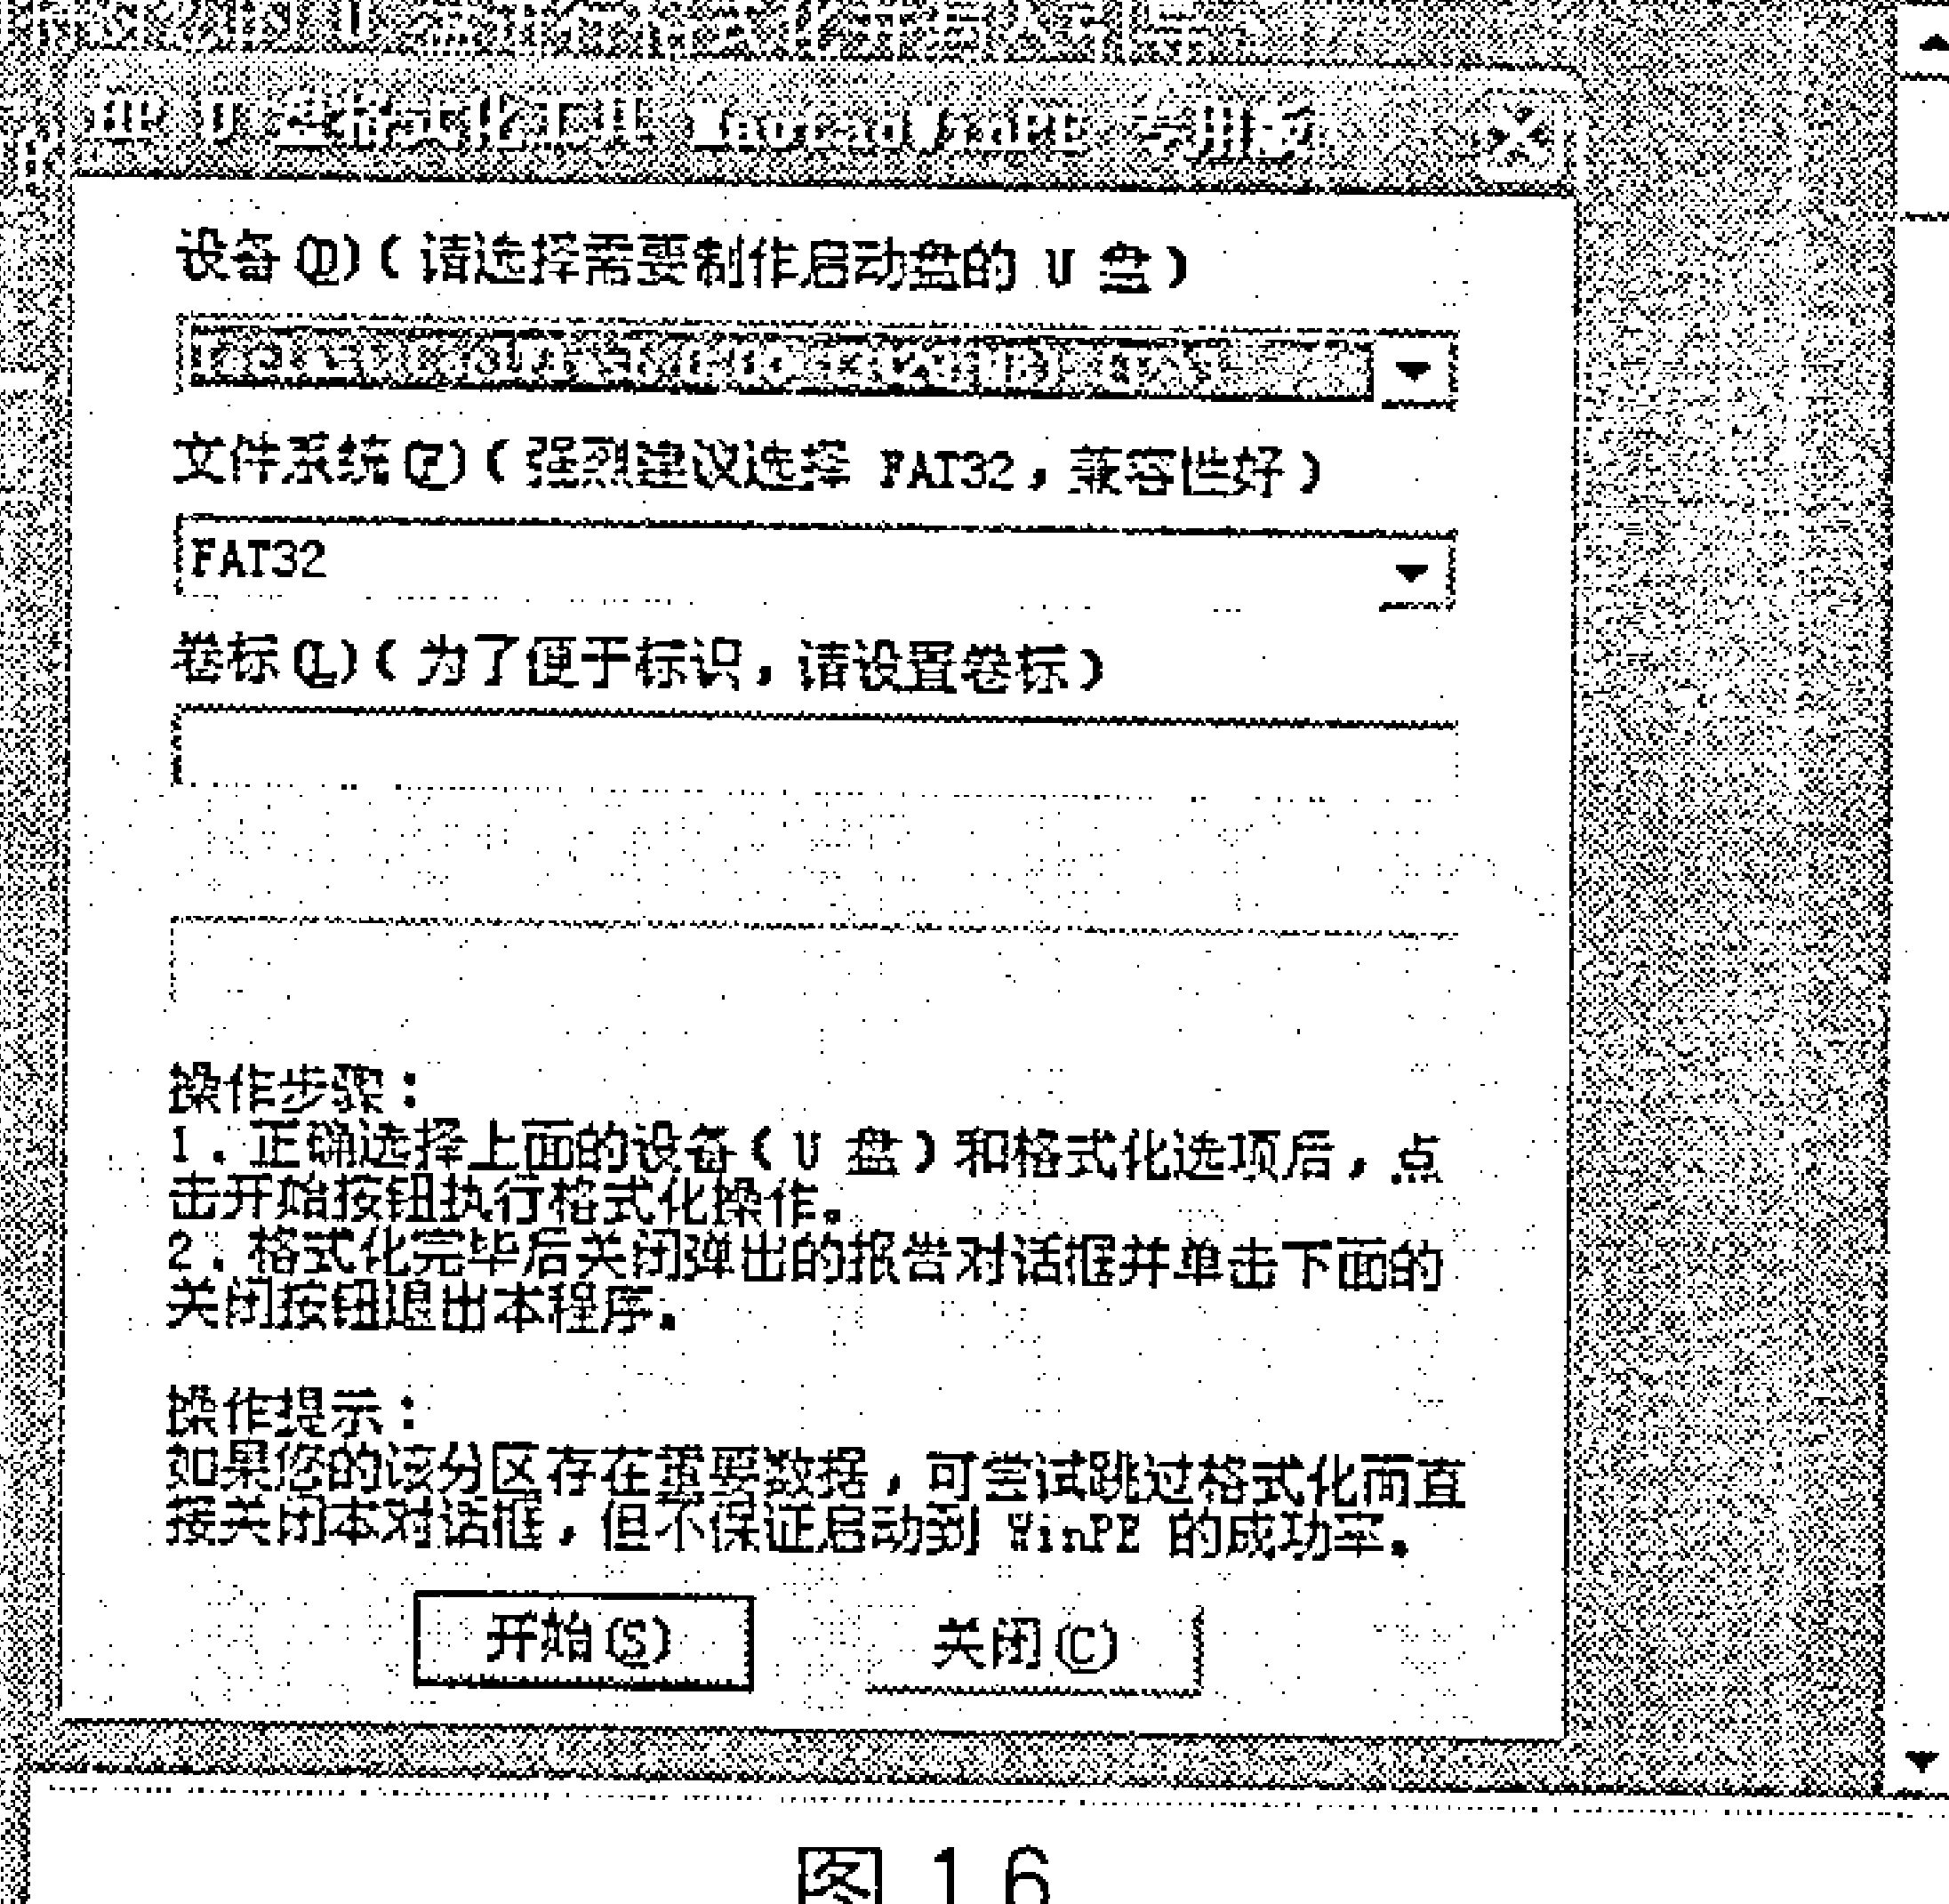 设备(D)(请选择需要制作启动盘的 U 盘)
文件系统(F)(强烈建议选择 FAT32,兼容性好)
FAT32
卷标(L)(为了便于标识,请设置卷标)
操作步骤:
1.正确选择上面的设备(U 盘)和格式化选项后,点
击开始按钮执行格式化操作。
2.格式化完毕后关闭弹出的报告对话框并单击下面的
关闭按钮退出本程序。
操作提示:
如果您的该分区存在重要数据,可尝试跳过格式化而直
接关闭本对话框,但不保证启动到 WinPE 的成功率。
开始(S)
关闭(C)
图 16